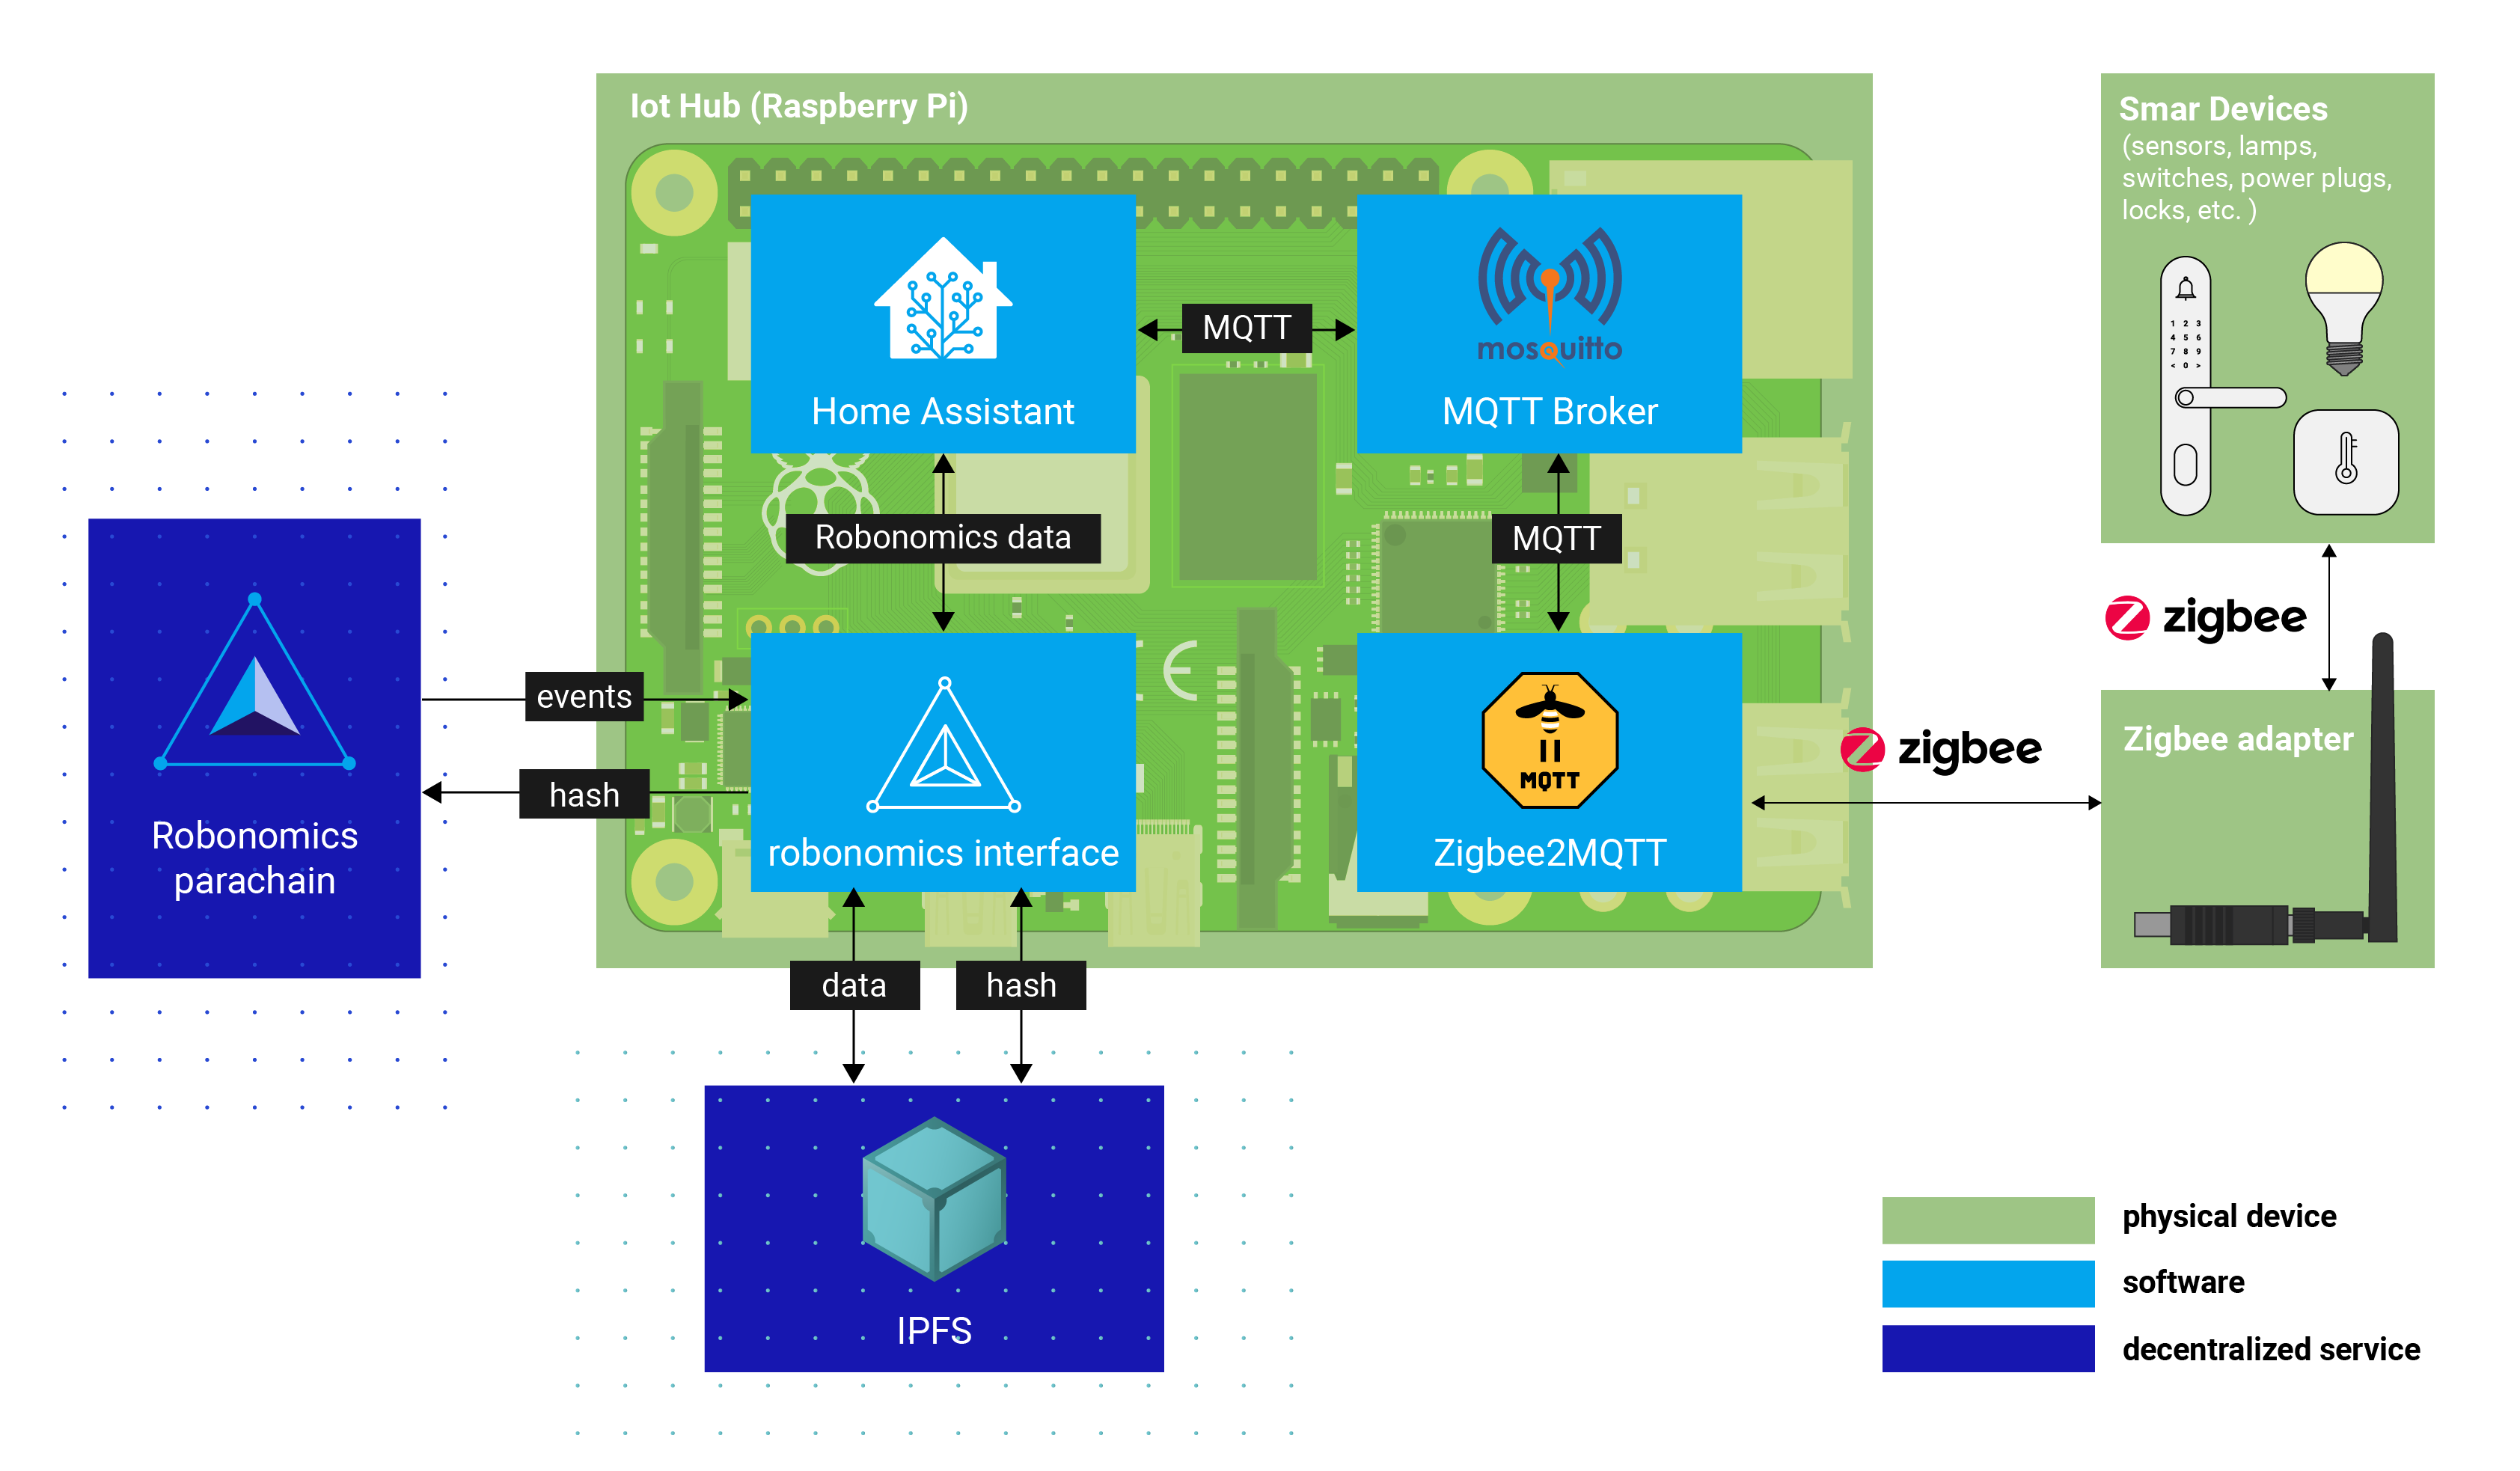 Iot Hub (Raspberry Pi)
Home Assistant
MQTT
mosquitto
MQTT Broker
Robonomics data
MQTT
robonomics interface
MQTT
Zigbee2MQTT
Smar Devices
(sensors, lamps,
switches, power plugs,
locks, etc. )
1 2 3
4 5 6
7 8 9
< 0 >
zigbee
zigbee
Zigbee adapter
Robonomics
parachain
events
hash
data
hash
IPFS
physical device
software
decentralized service